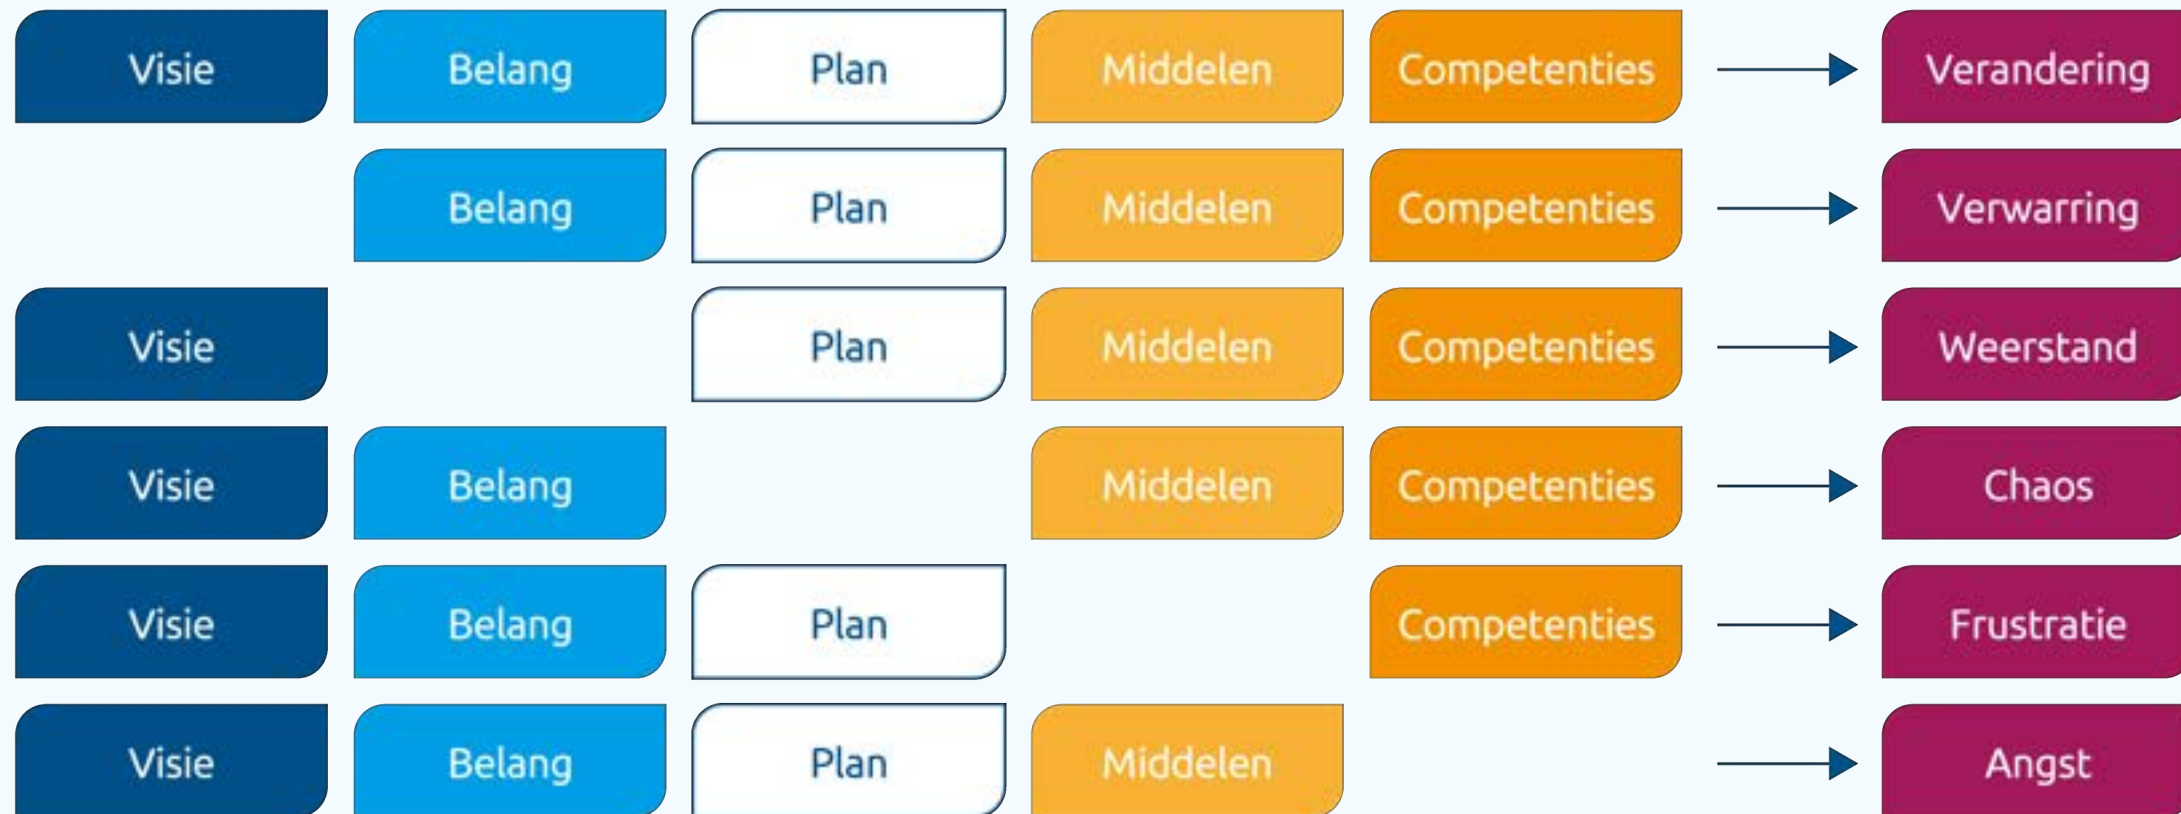 Visie Belang Plan Middelen Competenties Verandering
Belang Plan Middelen Competenties Verwarring
Visie Plan Middelen Competenties Weerstand
Visie Belang Middelen Competenties Chaos
Visie Belang Plan Competenties Frustratie
Visie Belang Plan Middelen Angst